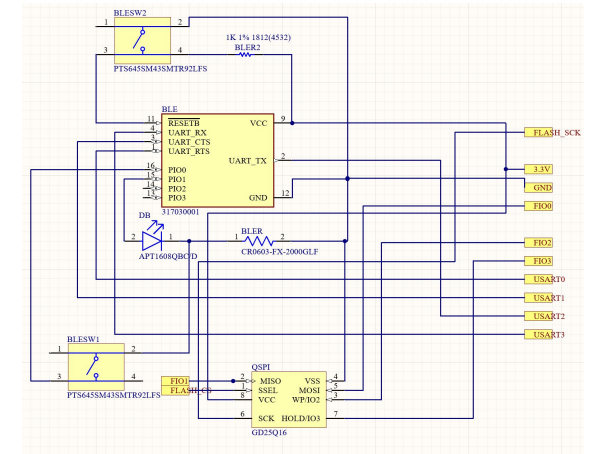 BLESW2
1 2
3 4
PTS645SM43SMTR92LFS
1K 1% 1812(4532)
BLER2
BLE
11 RESETB VCC 9
4 UART_RX
3 UART_CTS
1 UART_RTS
UART_TX 2
16 PIO0
15 PIO1
14 PIO2
13 PIO3 GND 12
317030001
FLASH_SCK
3.3V
GND
FIO0
FIO2
FIO3
USART0
USART1
USART2
USART3
DB
2 1
APT1608QBC/D
BLER
1 2
CR0603-FX-2000GLF
BLESW1
1 2
3 4
PTS645SM43SMTR92LFS
FIO1
FLASH_CS
QSPI
2 MISO VSS 4
1 SSEL MOSI 5
8 VCC WP/IO2 3
6 SCK HOLD/IO3 7
GD25Q16